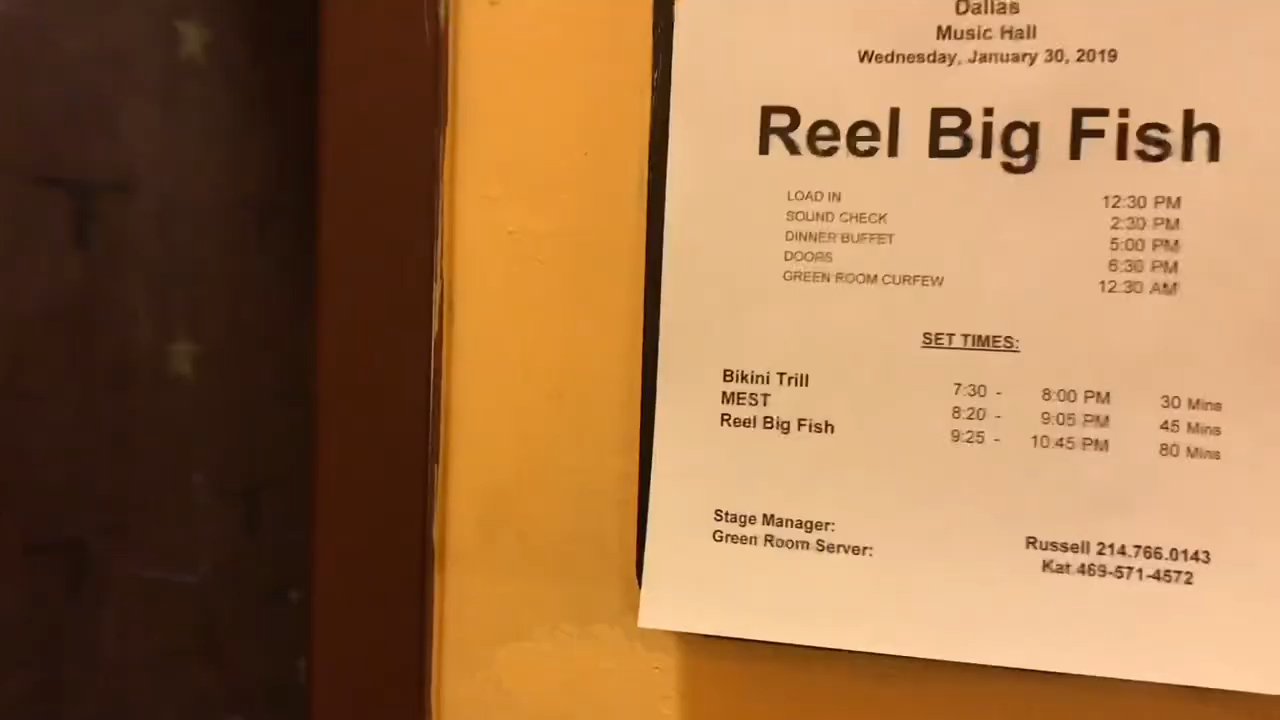 Dallas
Music Hall
Wednesday, January 30, 2019
Reel Big Fish
LOAD IN 12:30 PM
SOUND CHECK 2:30 PM
DINNER BUFFET 5:00 PM
DOORS 6:30 PM
GREEN ROOM CURFEW 12:30 AM
SET TIMES:
Bikini Trill 7:30 - 8:00 PM 30 Mins
MEST 8:20 - 9:05 PM 45 Mins
Reel Big Fish 9:25 - 10:45 PM 80 Mins
Stage Manager: Russell 214.766.0143
Green Room Server: Kat 469-571-4572